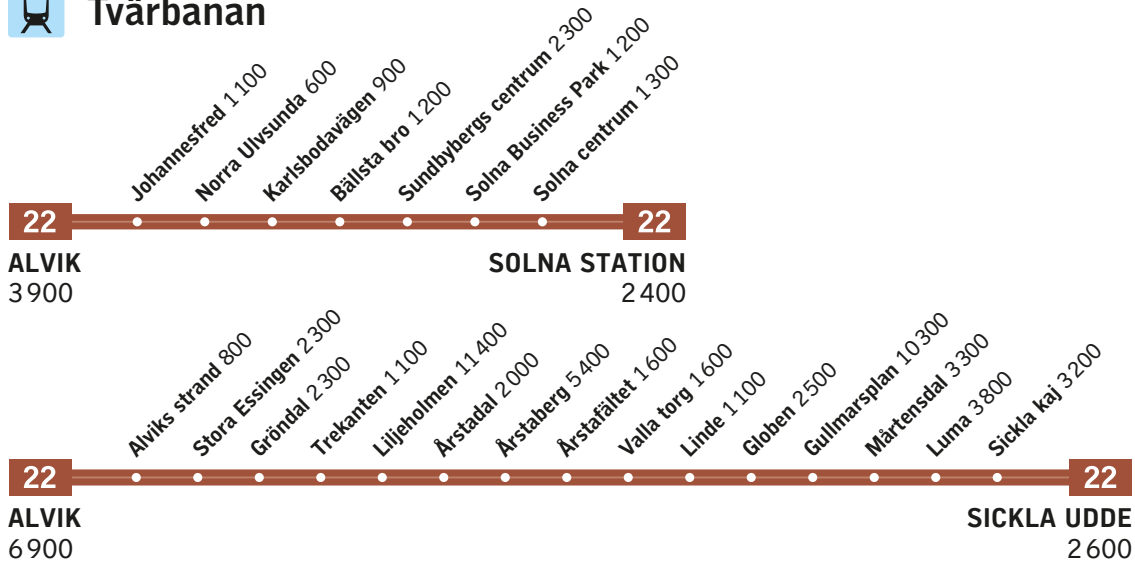 Tvärbanan
Johannesfred 1 100
Norra Ulvsunda 600
Karlsbodavägen 900
Bällsta bro 1 200
Sundbybergs centrum 2 300
Solna Business Park 1 200
Solna centrum 1 300
22
22
ALVIK
SOLNA STATION
3 900
2 400
Alviks strand 800
Stora Essingen 2 300
Gröndal 2 300
Trekanten 1 100
Liljeholmen 11 400
Årstadal 2 000
Årstaberg 5 400
Årstafältet 1 600
Valla torg 1 600
Linde 1 100
Globen 2 500
Gullmarsplan 10 300
Mårtensdal 3 300
Luma 3 800
Sickla kaj 3 200
22
22
ALVIK
SICKLA UDDE
6 900
2 600